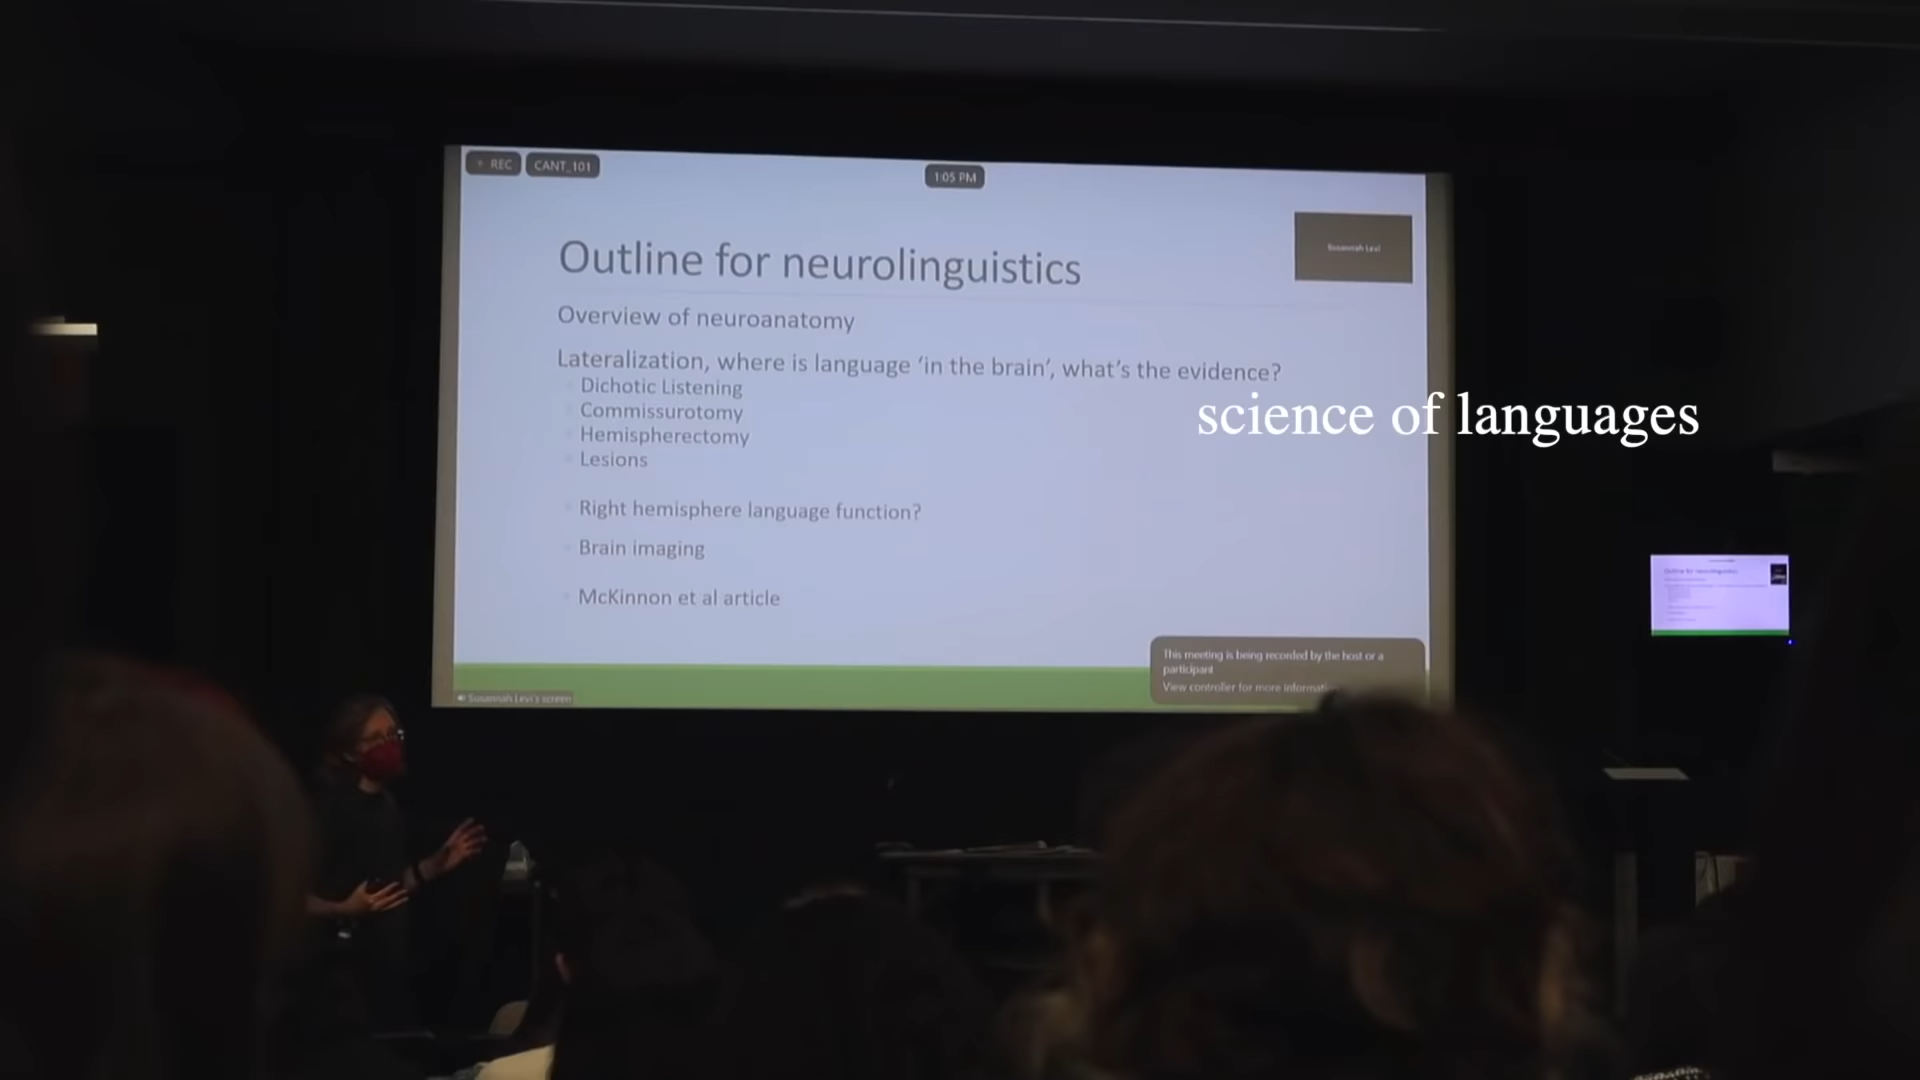 REC
CANT_101
1:05 PM
Susannah Levi
Outline for neurolinguistics
Overview of neuroanatomy
Lateralization, where is language ‘in the brain’, what’s the evidence?
Dichotic Listening
Commissurotomy
Hemispherectomy
Lesions
science of languages
Right hemisphere language function?
Brain imaging
McKinnon et al article
This meeting is being recorded by the host or a
participant
View controller for more information
Susannah Levi's screen